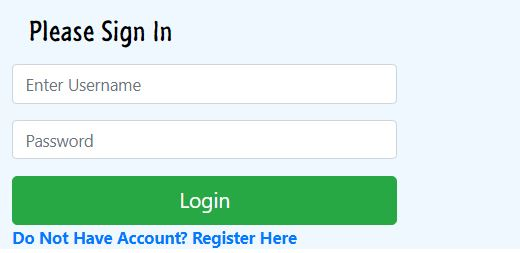 Please Sign In
Enter Username
Password
Login
Do Not Have Account? Register Here